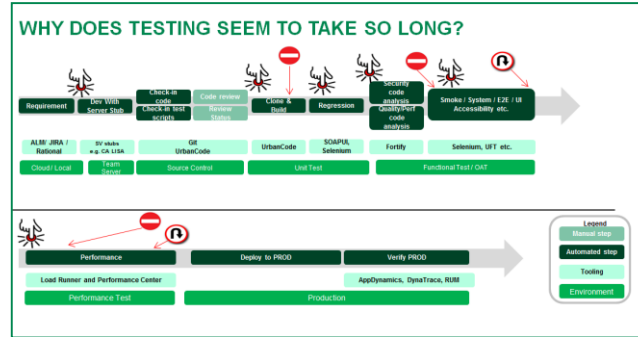 WHY DOES TESTING SEEM TO TAKE SO LONG?
Requirement
Dev With
Server Stub
Check-in
code
Check-in test
scripts
Code review
Review
Status
Clone &
Build
Regression
Security
code
analysis
Quality/Perf
code
analysis
Smoke / System / E2E / UI
Accessibility etc.
ALM/ JIRA /
Rational
SV stubs
e.g. CA LISA
Git
UrbanCode
UrbanCode
SOAPUI,
Selenium
Fortify
Selenium, UFT etc.
Cloud / Local
Team
Server
Source Control
Unit Test
Functional Test / OAT
Performance
Deploy to PROD
Verify PROD
Load Runner and Performance Center
AppDynamics, DynaTrace, RUM
Performance Test
Production
Legend
Manual step
Automated step
Tooling
Environment